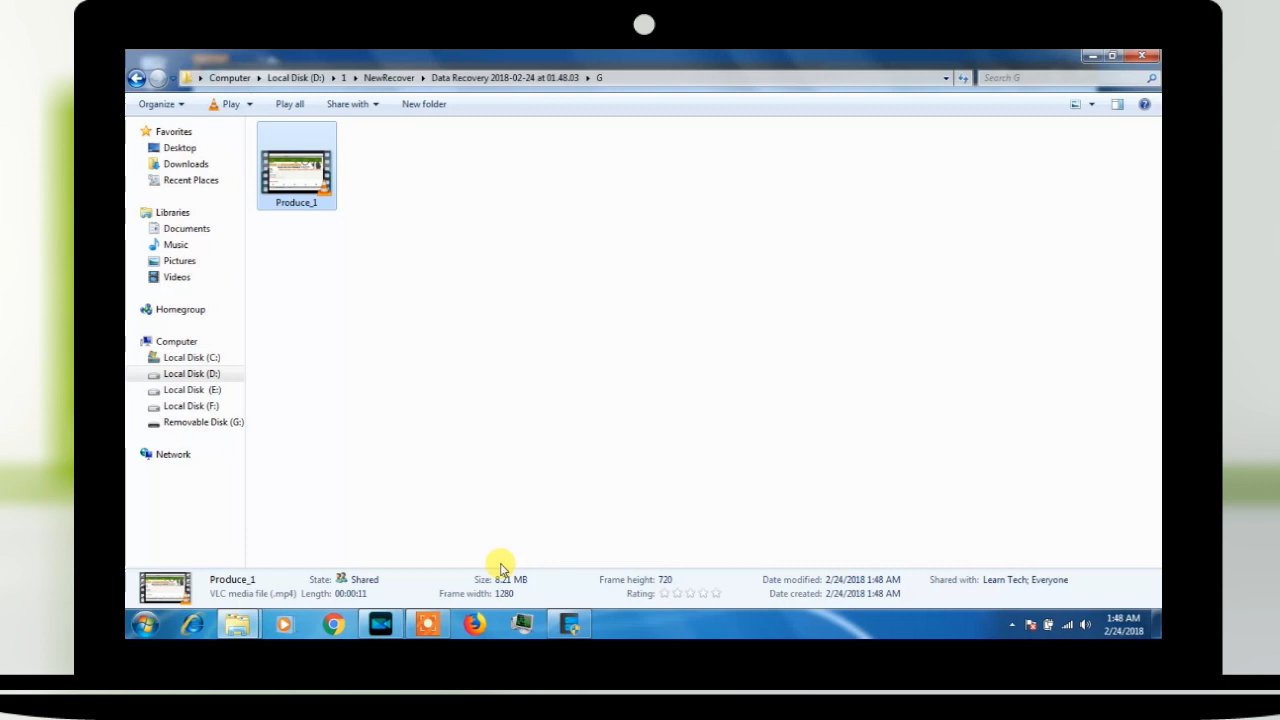 Computer Local Disk (D:) 1 NewRecover Data Recovery 2018-02-24 at 01.48.03 G Search G
Organize Play Play all Share with New folder
Favorites
Desktop
Downloads
Recent Places
Libraries
Documents
Music
Pictures
Videos
Homegroup
Computer
Local Disk (C:)
Local Disk (D:)
Local Disk (E:)
Local Disk (F:)
Removable Disk (G:)
Network
Produce_1
Produce_1 State: Shared Size: 8.21 MB Frame height: 720 Date modified: 2/24/2018 1:48 AM Shared with: Learn Tech; Everyone
VLC media file (.mp4) Length: 00:00:11 Frame width: 1280 Rating: Date created: 2/24/2018 1:48 AM
1:48 AM
2/24/2018